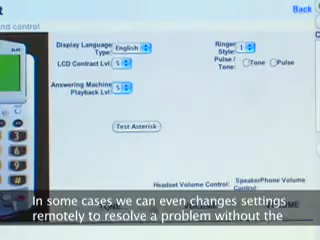 Back
nd control
Display Language
Type:
English
Ringer
Style:
1
LCD Contract Lvl:
5
Pulse /
Tone:
Tone
Pulse
Answering Machine
Playback Lvl:
5
Test Asterisk
Headset Volume Control:
SpeakerPhone Volume
Control:
In some cases we can even changes settings
remotely to resolve a problem without the